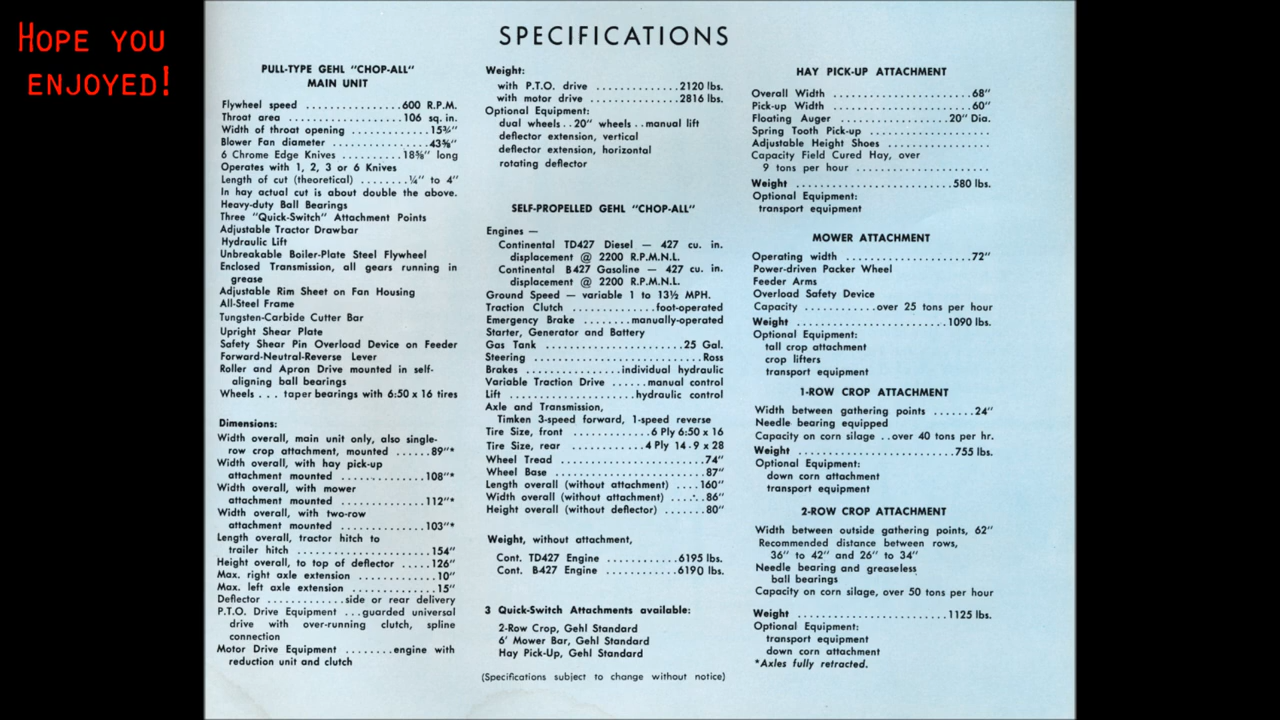 HOPE YOU
ENJOYED!
SPECIFICATIONS
PULL-TYPE GEHL "CHOP-ALL"
MAIN UNIT
Flywheel speed ................600 R.P.M.
Throat area ................106 sq. in.
Width of throat opening .............15¾"
Blower Fan diameter ................43⅜"
6 Chrome Edge Knives ..........18⅝" long
Operates with 1, 2, 3 or 6 Knives
Length of cut (theoretical) ........¼" to 4"
In hay actual cut is about double the above.
Heavy-duty Ball Bearings
Three "Quick-Switch" Attachment Points
Adjustable Tractor Drawbar
Hydraulic Lift
Unbreakable Boiler-Plate Steel Flywheel
Enclosed Transmission, all gears running in
grease
Adjustable Rim Sheet on Fan Housing
All-Steel Frame
Tungsten-Carbide Cutter Bar
Upright Shear Plate
Safety Shear Pin Overload Device on Feeder
Forward-Neutral-Reverse Lever
Roller and Apron Drive mounted in self-
aligning ball bearings
Wheels . . . taper bearings with 6:50 x 16 tires
Dimensions:
Width overall, main unit only, also single-
row crop attachment, mounted ......89"*
Width overall, with hay pick-up
attachment mounted ..............108"*
Width overall, with mower
attachment mounted ..............112"*
Width overall, with two-row
attachment mounted ..............103"*
Length overall, tractor hitch to
trailer hitch ......................154"
Height overall, to top of deflector .....126"
Max. right axle extension .............10"
Max. left axle extension ..............15"
Deflector .............side or rear delivery
P.T.O. Drive Equipment ...guarded universal
drive with over-running clutch, spline
connection
Motor Drive Equipment ........engine with
reduction unit and clutch
Weight:
with P.T.O. drive ...............2120 lbs.
with motor drive ................2816 lbs.
Optional Equipment:
dual wheels..20" wheels..manual lift
deflector extension, vertical
deflector extension, horizontal
rotating deflector
SELF-PROPELLED GEHL "CHOP-ALL"
Engines —
Continental TD427 Diesel — 427 cu. in.
displacement @ 2200 R.P.M.N.L.
Continental B427 Gasoline — 427 cu. in.
displacement @ 2200 R.P.M.N.L.
Ground Speed — variable 1 to 13½ MPH.
Traction Clutch ..............foot-operated
Emergency Brake ........manually-operated
Starter, Generator and Battery
Gas Tank .......................25 Gal.
Steering ............................Ross
Brakes ................individual hydraulic
Variable Traction Drive ......manual control
Lift ......................hydraulic control
Axle and Transmission,
Timken 3-speed forward, 1-speed reverse
Tire Size, front .............6 Ply 6:50 x 16
Tire Size, rear ............4 Ply 14-9 x 28
Wheel Tread ........................74"
Wheel Base .........................87"
Length overall (without attachment) ....160"
Width overall (without attachment) ......86"
Height overall (without deflector) .......80"
Weight, without attachment,
Cont. TD427 Engine .............6195 lbs.
Cont. B427 Engine ..............6190 lbs.
3 Quick-Switch Attachments available:
2-Row Crop, Gehl Standard
6' Mower Bar, Gehl Standard
Hay Pick-Up, Gehl Standard
(Specifications subject to change without notice)
HAY PICK-UP ATTACHMENT
Overall Width ........................68"
Pick-up Width ........................60"
Floating Auger ..................20" Dia.
Spring Tooth Pick-up ....................
Adjustable Height Shoes ..................
Capacity Field Cured Hay, over
9 tons per hour ......................
Weight ..........................580 lbs.
Optional Equipment:
transport equipment
MOWER ATTACHMENT
Operating width .....................72"
Power-driven Packer Wheel
Feeder Arms
Overload Safety Device
Capacity ............over 25 tons per hour
Weight .........................1090 lbs.
Optional Equipment:
tall crop attachment
crop lifters
transport equipment
1-ROW CROP ATTACHMENT
Width between gathering points .......24"
Needle bearing equipped
Capacity on corn silage ..over 40 tons per hr.
Weight ..........................755 lbs.
Optional Equipment:
down corn attachment
transport equipment
2-ROW CROP ATTACHMENT
Width between outside gathering points, 62"
Recommended distance between rows,
36" to 42" and 26" to 34"
Needle bearing and greaseless
ball bearings
Capacity on corn silage, over 50 tons per hour
Weight .........................1125 lbs.
Optional Equipment:
transport equipment
down corn attachment
*Axles fully retracted.